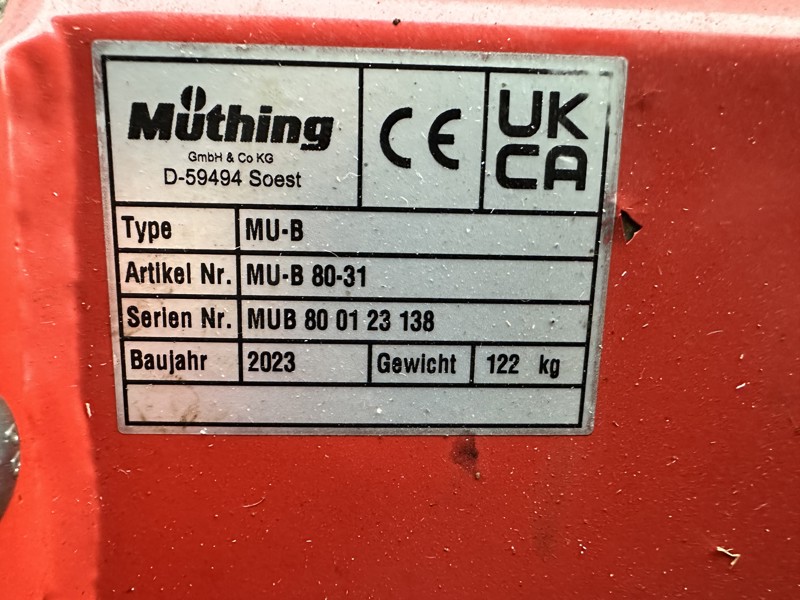 Müthing
GmbH & Co KG
D-59494 Soest
CE
UK
CA
Type MU-B
Artikel Nr. MU-B 80-31
Serien Nr. MUB 80 01 23 138
Baujahr 2023 Gewicht 122 kg